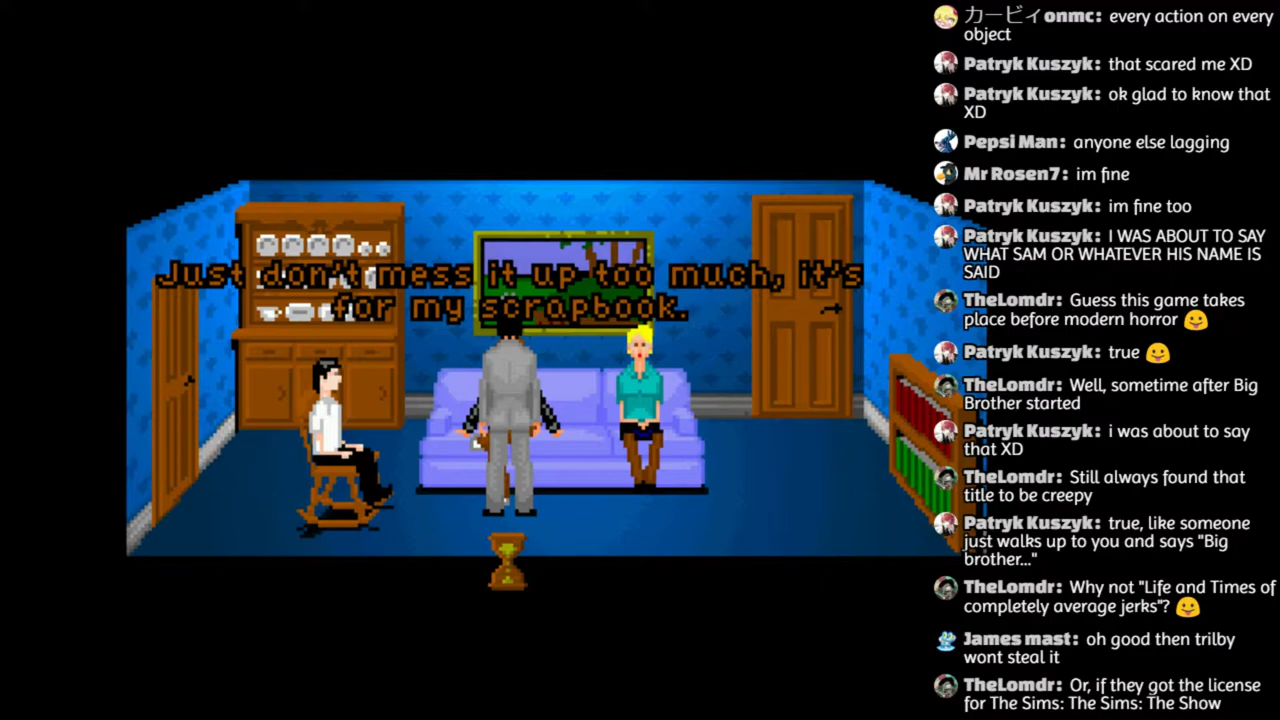 カービィonmc: every action on every
object
Patryk Kuszyk: that scared me XD
Patryk Kuszyk: ok glad to know that
XD
Pepsi Man: anyone else lagging
Mr Rosen7: im fine
Patryk Kuszyk: im fine too
Patryk Kuszyk: I WAS ABOUT TO SAY
WHAT SAM OR WHATEVER HIS NAME IS
SAID
TheLomdr: Guess this game takes
place before modern horror 😛
Patryk Kuszyk: true 😛
TheLomdr: Well, sometime after Big
Brother started
Patryk Kuszyk: i was about to say
that XD
TheLomdr: Still always found that
title to be creepy
Patryk Kuszyk: true, like someone
just walks up to you and says "Big
brother..."
TheLomdr: Why not "Life and Times of
completely average jerks"? 😛
James mast: oh good then trilby
wont steal it
TheLomdr: Or, if they got the license
for The Sims: The Sims: The Show
Just don't mess it up too much, it's
for my scrapbook.